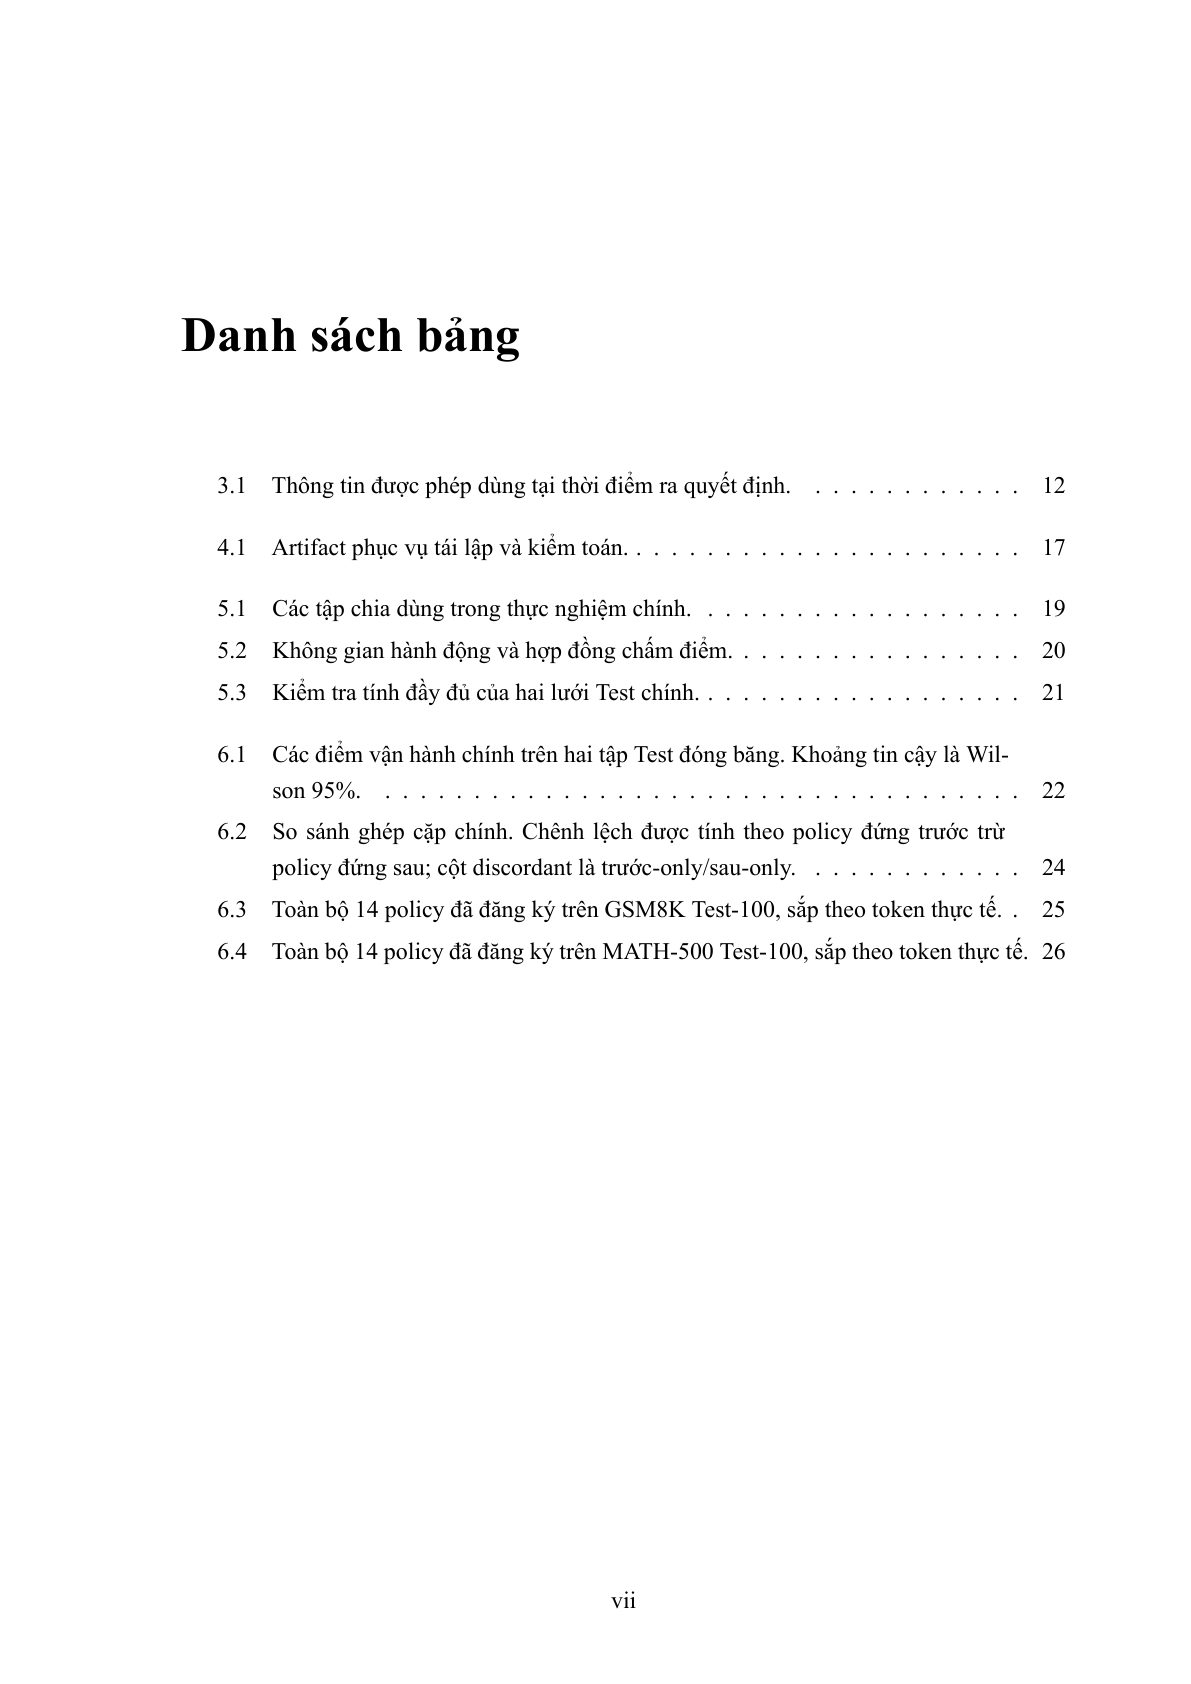 Danh sách bảng
3.1 Thông tin được phép dùng tại thời điểm ra quyết định. . . . . . . . . . . . . 12
4.1 Artifact phục vụ tái lập và kiểm toán. . . . . . . . . . . . . . . . . . . . . . . 17
5.1 Các tập chia dùng trong thực nghiệm chính. . . . . . . . . . . . . . . . . . . 19
5.2 Không gian hành động và hợp đồng chấm điểm. . . . . . . . . . . . . . . . . 20
5.3 Kiểm tra tính đầy đủ của hai lưới Test chính. . . . . . . . . . . . . . . . . . . 21
6.1 Các điểm vận hành chính trên hai tập Test đóng băng. Khoảng tin cậy là Wil-
son 95%. . . . . . . . . . . . . . . . . . . . . . . . . . . . . . . . . . . . . 22
6.2 So sánh ghép cặp chính. Chênh lệch được tính theo policy đứng trước trừ
policy đứng sau; cột discordant là trước-only/sau-only. . . . . . . . . . . . . 24
6.3 Toàn bộ 14 policy đã đăng ký trên GSM8K Test-100, sắp theo token thực tế. . 25
6.4 Toàn bộ 14 policy đã đăng ký trên MATH-500 Test-100, sắp theo token thực tế. 26
vii